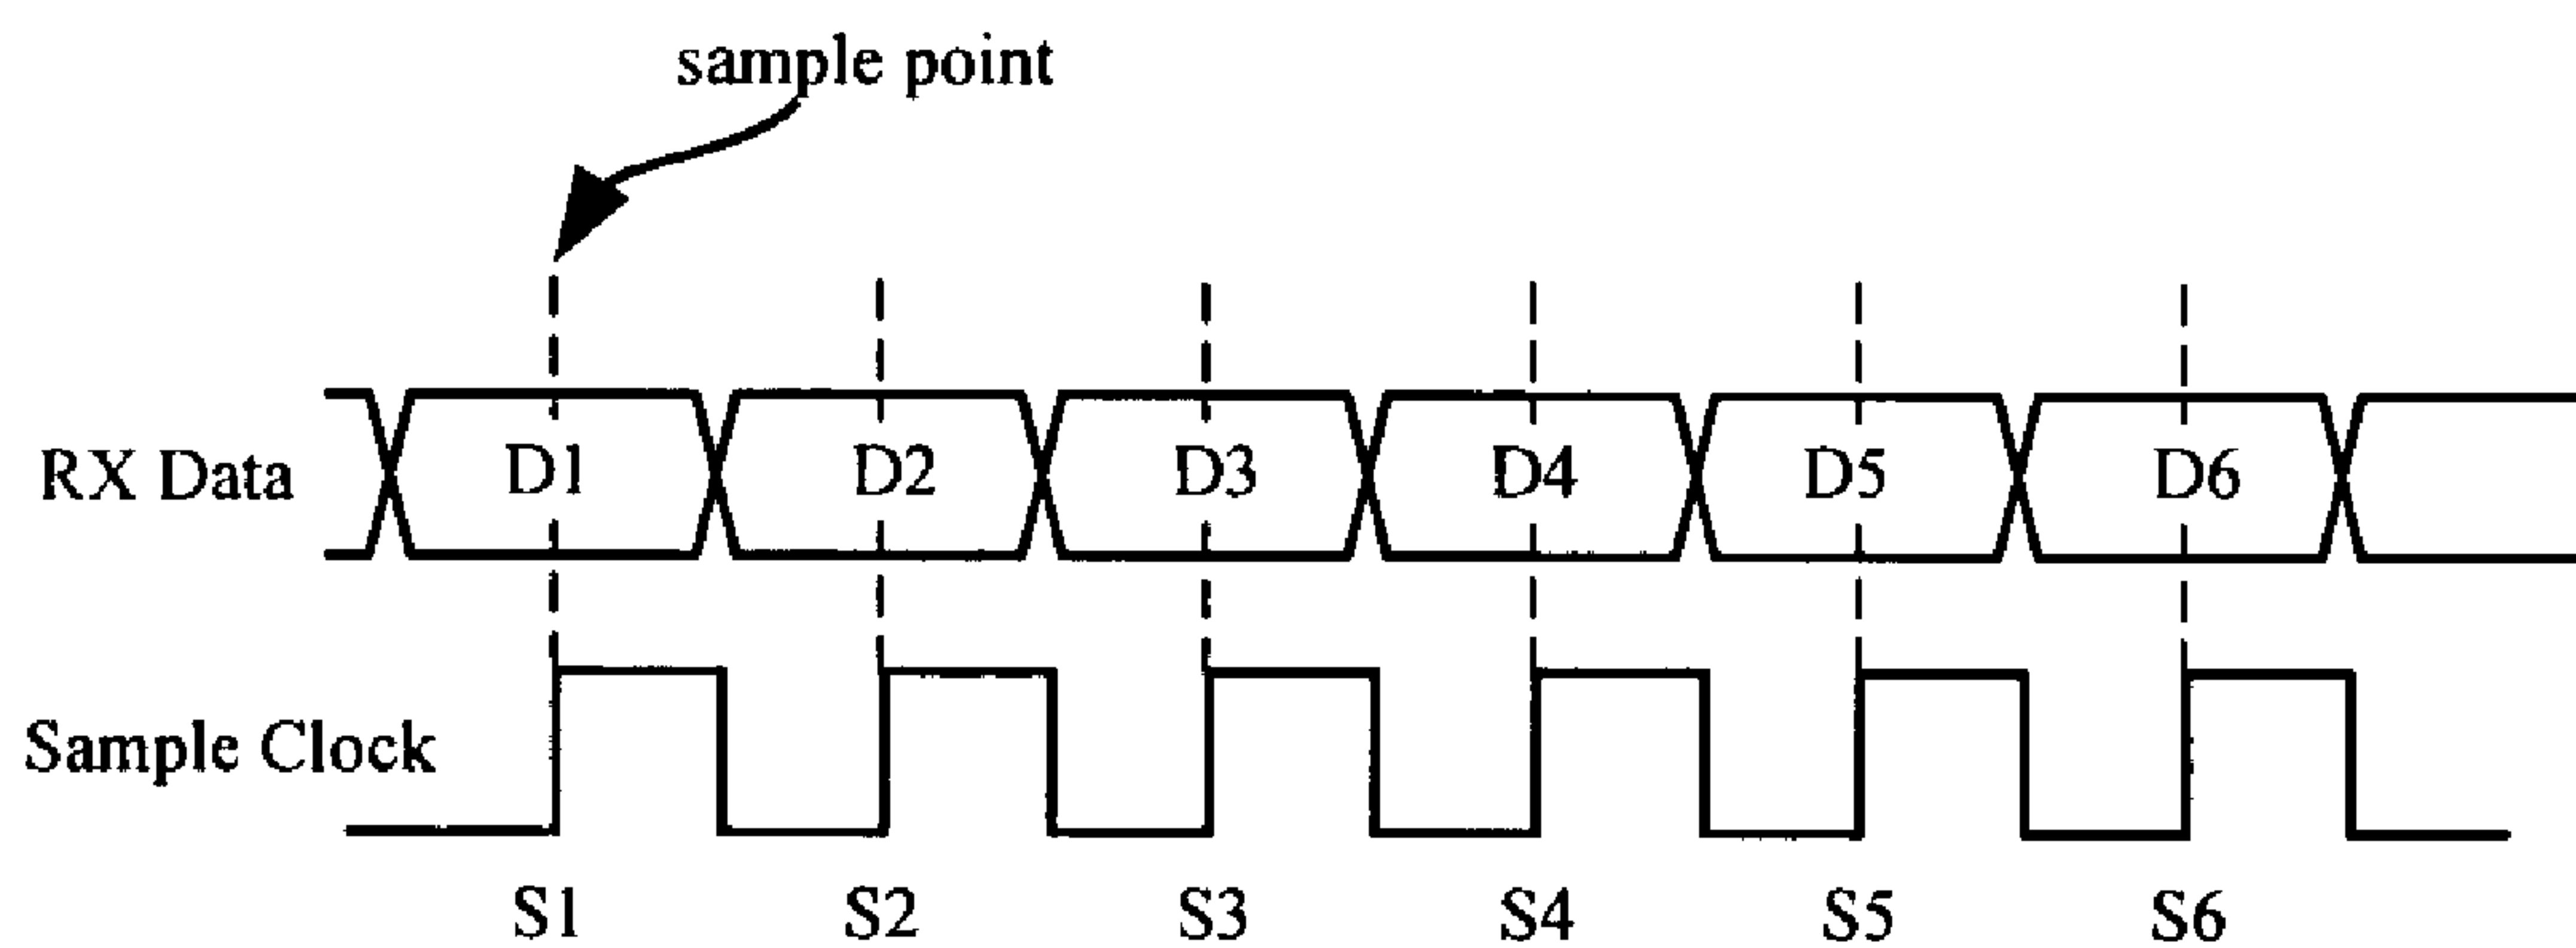 sample point
RX Data D1 D2 D3 D4 D5 D6
Sample Clock
S1 S2 S3 S4 S5 S6